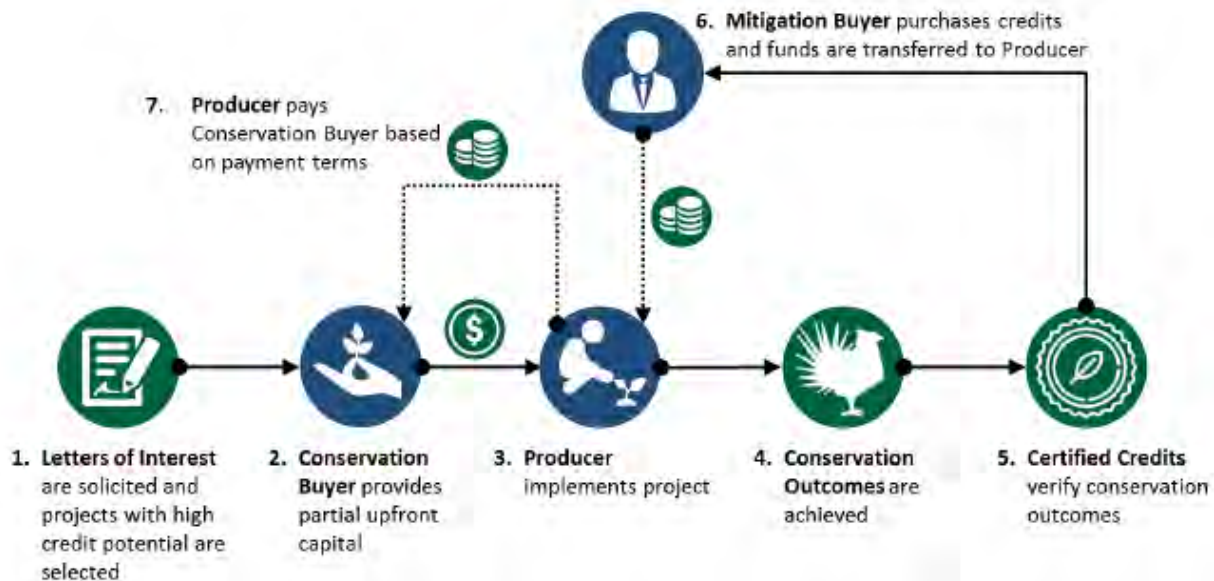 6. Mitigation Buyer purchases credits
and funds are transferred to Producer
7. Producer pays
Conservation Buyer based
on payment terms
$
1. Letters of Interest
are solicited and
projects with high
credit potential are
selected
2. Conservation
Buyer provides
partial upfront
capital
3. Producer
implements project
4. Conservation
Outcomes are
achieved
5. Certified Credits
verify conservation
outcomes